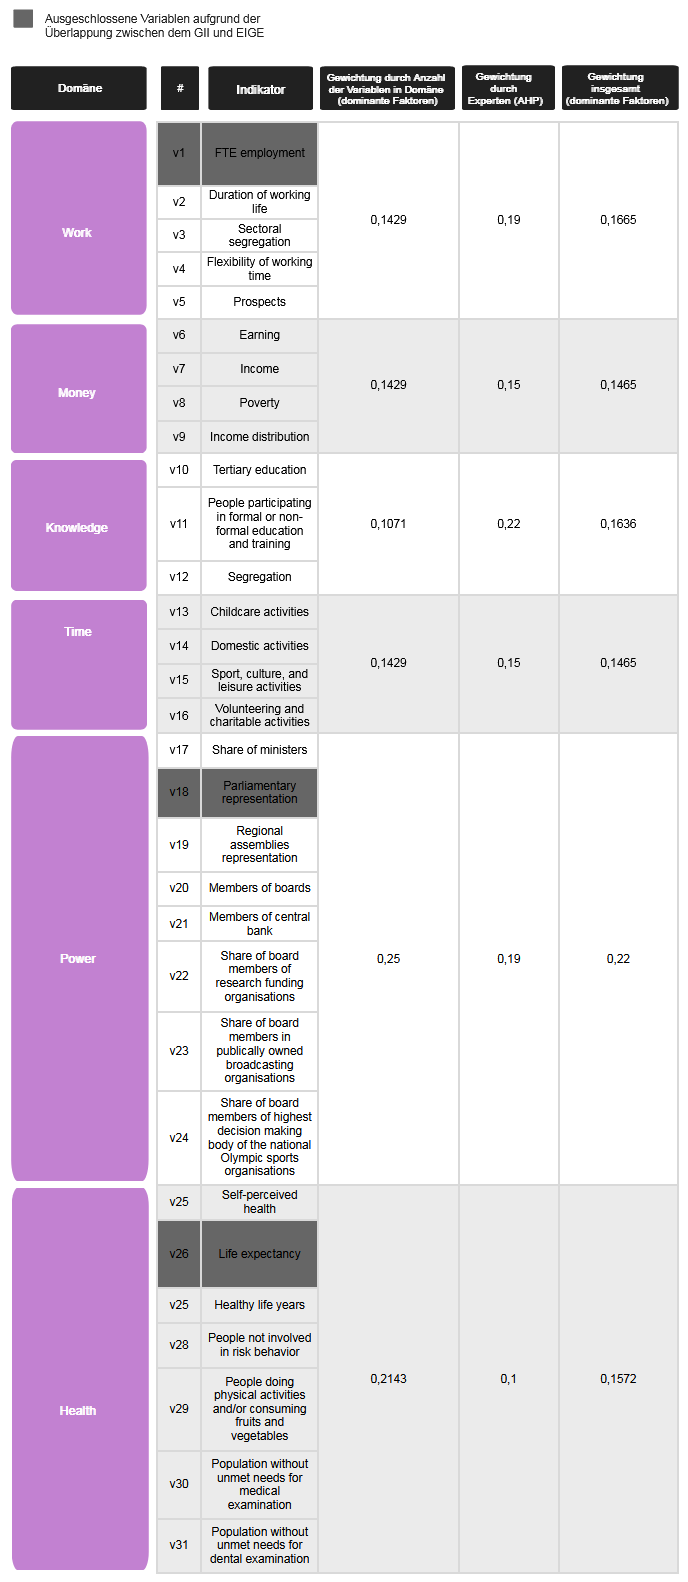 Ausgeschlossene Variablen aufgrund der
Überlappung zwischen dem GII und EIGE
Domäne
#
Indikator
Gewichtung durch Anzahl
der Variablen in Domäne
(dominante Faktoren)
Gewichtung
durch
Experten (AHP)
Gewichtung
insgesamt
(dominante Faktoren)
Work
v1
FTE employment
v2
Duration of working
life
v3
Sectoral
segregation
v4
Flexibility of working
time
v5
Prospects
0,1429
0,19
0,1665
Money
v6
Earning
v7
Income
v8
Poverty
v9
Income distribution
0,1429
0,15
0,1465
Knowledge
v10
Tertiary education
v11
People participating
in formal or non-
formal education
and training
v12
Segregation
0,1071
0,22
0,1636
Time
v13
Childcare activities
v14
Domestic activities
v15
Sport, culture, and
leisure activities
v16
Volunteering and
charitable activities
0,1429
0,15
0,1465
Power
v17
Share of ministers
v18
Parliamentary
representation
v19
Regional
assemblies
representation
v20
Members of boards
v21
Members of central
bank
v22
Share of board
members of
research funding
organisations
v23
Share of board
members in
publically owned
broadcasting
organisations
v24
Share of board
members of highest
decision making
body of the national
Olympic sports
organisations
0,25
0,19
0,22
Health
v25
Self-perceived
health
v26
Life expectancy
v25
Healthy life years
v28
People not involved
in risk behavior
v29
People doing
physical activities
and/or consuming
fruits and
vegetables
v30
Population without
unmet needs for
medical
examination
v31
Population without
unmet needs for
dental examination
0,2143
0,1
0,1572